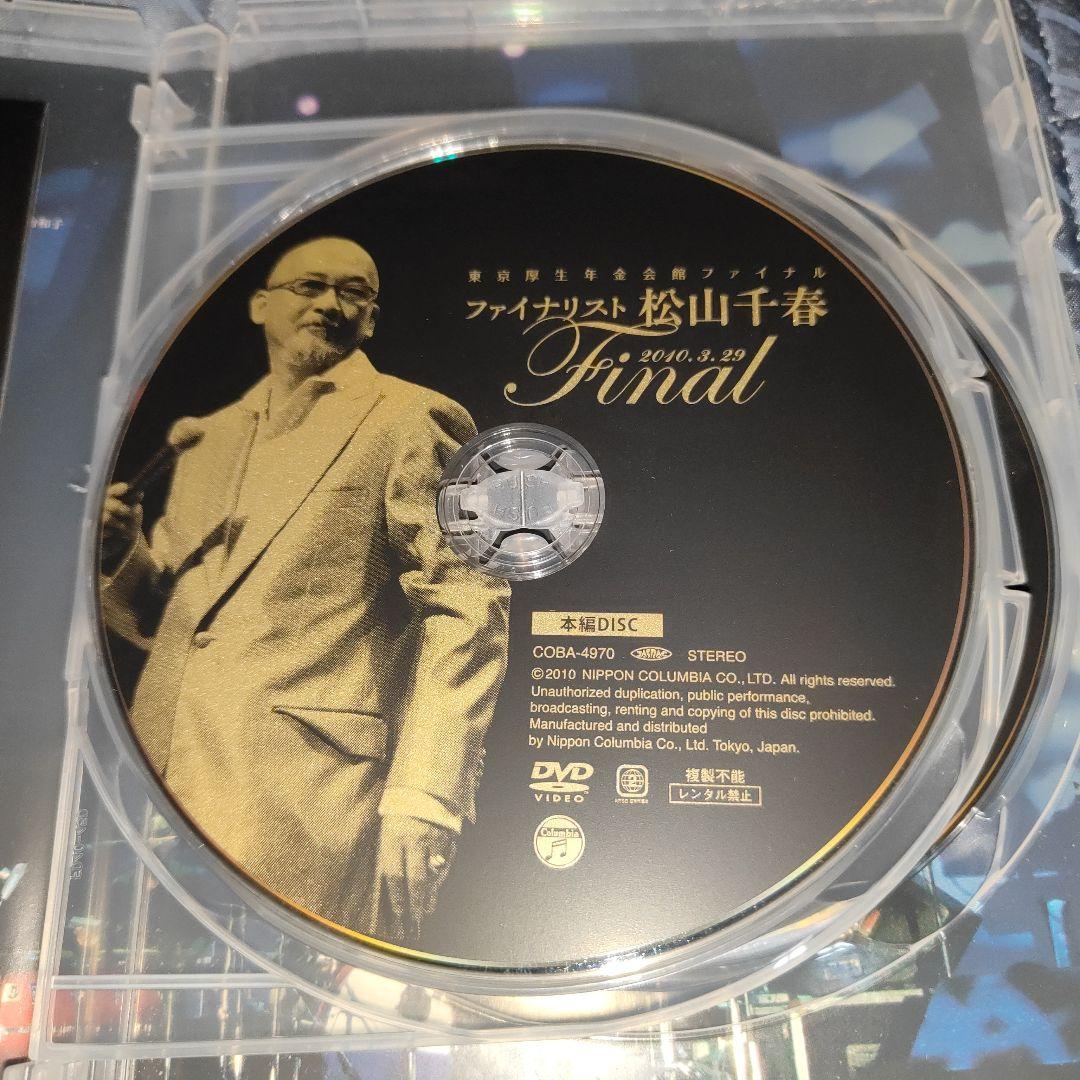 東京厚生年金会館ファイナル
ファイナリスト 松山千春
2010.3.29
Final
本編DISC
COBA-4970 JASRAC STEREO
©2010 NIPPON COLUMBIA CO., LTD. All rights reserved.
Unauthorized duplication, public performance,
broadcasting, renting and copying of this disc prohibited.
Manufactured and distributed
by Nippon Columbia Co., Ltd. Tokyo, Japan.
DVD
VIDEO
2
複製不能
レンタル禁止
Columbia